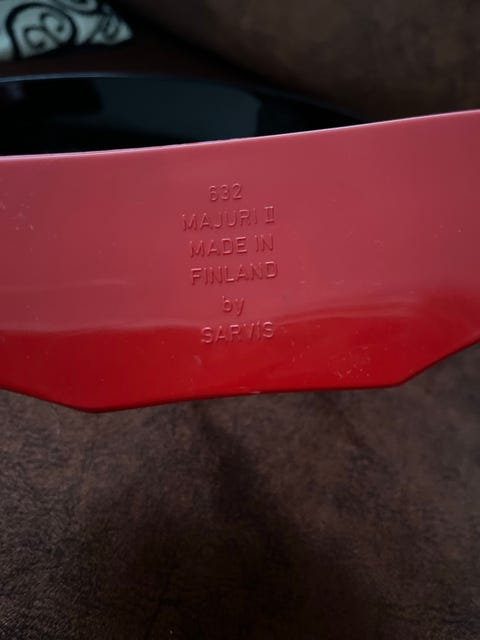 632
MAJURI II
MADE IN
FINLAND
by
SARVIS